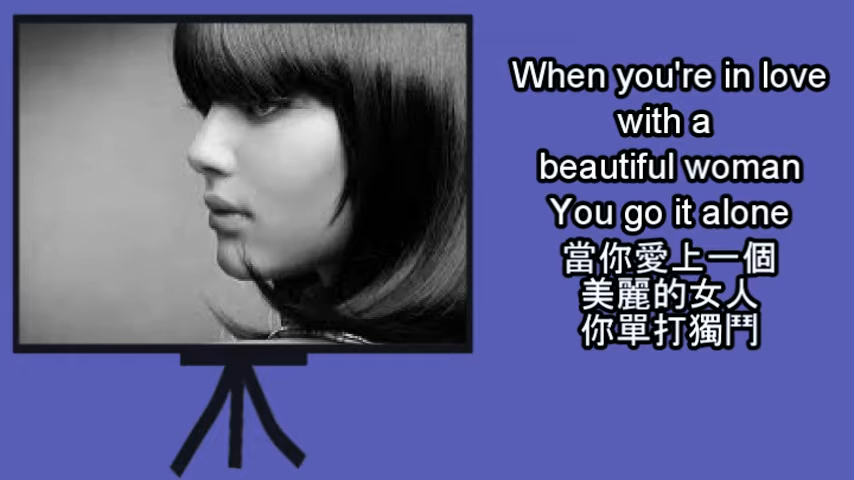 When you're in love
with a
beautiful woman
You go it alone
當你愛上一個
美麗的女人
你單打獨鬥